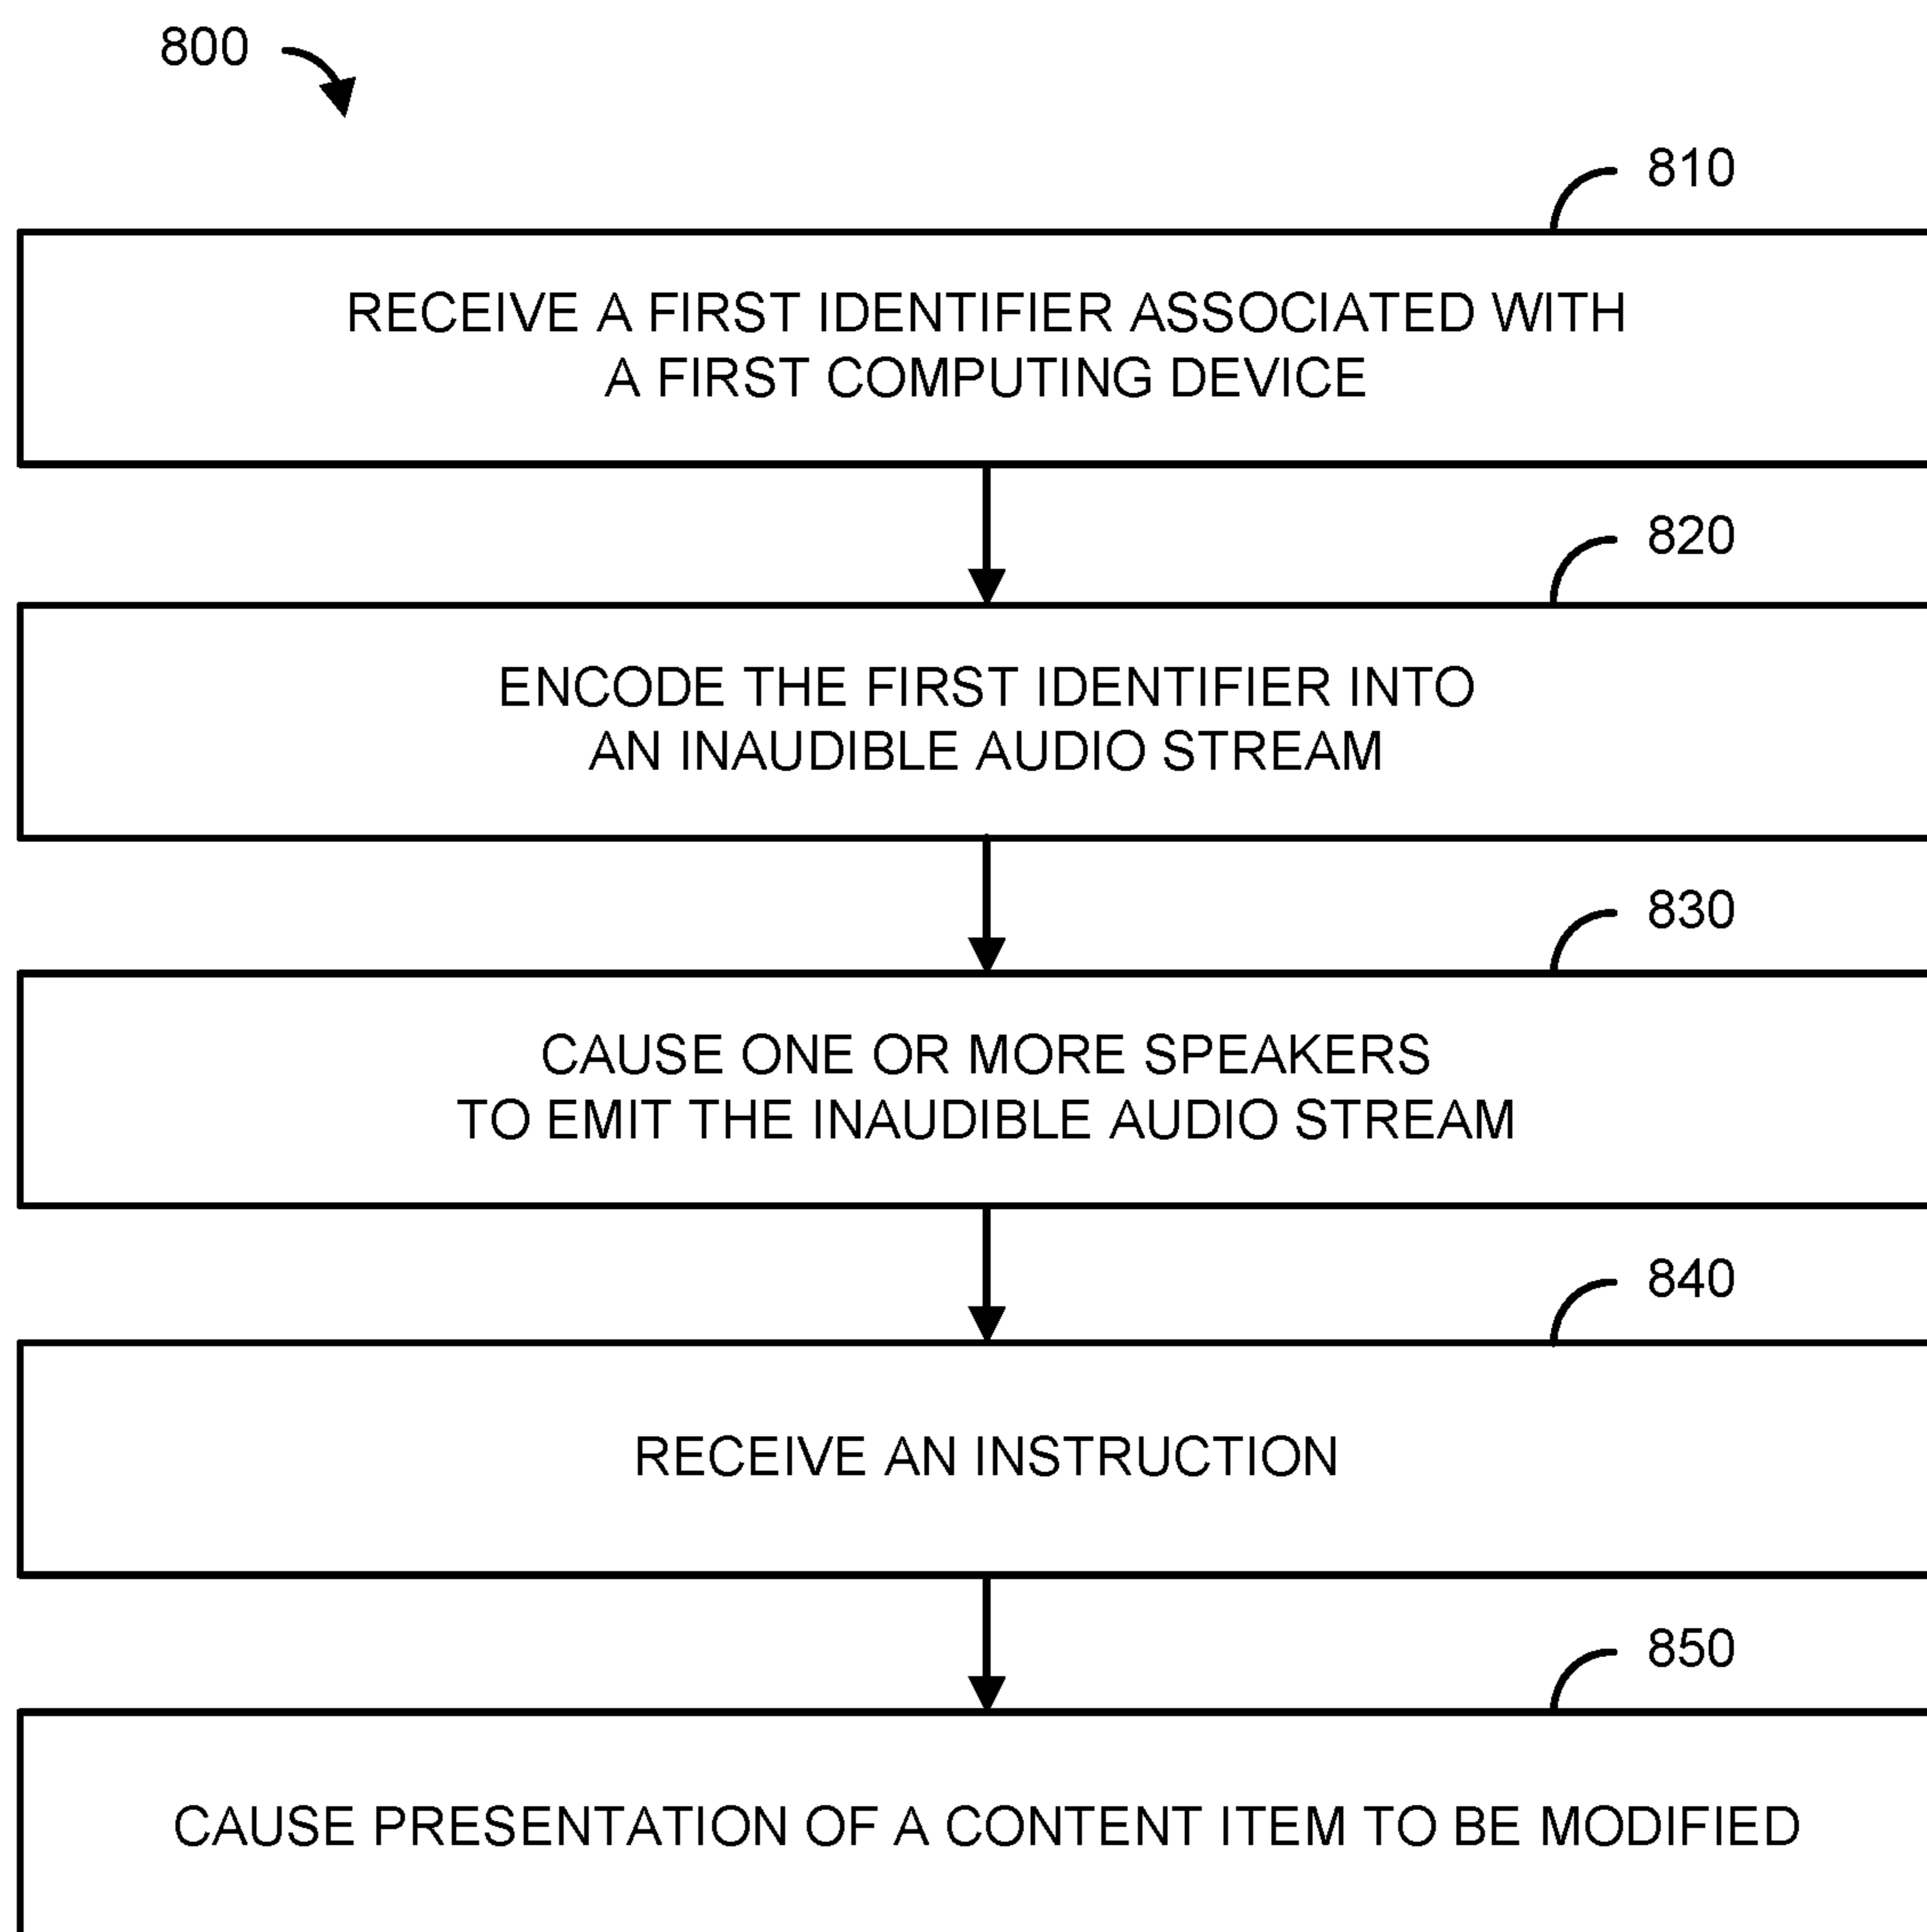 800
810
RECEIVE A FIRST IDENTIFIER ASSOCIATED WITH
A FIRST COMPUTING DEVICE
820
ENCODE THE FIRST IDENTIFIER INTO
AN INAUDIBLE AUDIO STREAM
830
CAUSE ONE OR MORE SPEAKERS
TO EMIT THE INAUDIBLE AUDIO STREAM
840
RECEIVE AN INSTRUCTION
850
CAUSE PRESENTATION OF A CONTENT ITEM TO BE MODIFIED